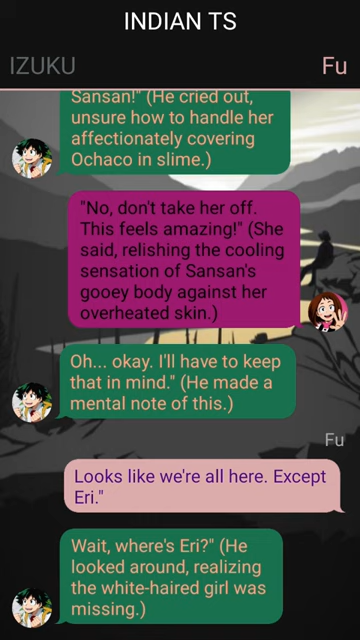 INDIAN TS
IZUKU
Fu
Sansan!" (He cried out,
unsure how to handle her
affectionately covering
Ochaco in slime.)
"No, don't take her off.
This feels amazing!" (She
said, relishing the cooling
sensation of Sansan's
gooey body against her
overheated skin.)
Oh... okay. I'll have to keep
that in mind." (He made a
mental note of this.)
Fu
Looks like we're all here. Except
Eri."
Wait, where's Eri?" (He
looked around, realizing
the white-haired girl was
missing.)